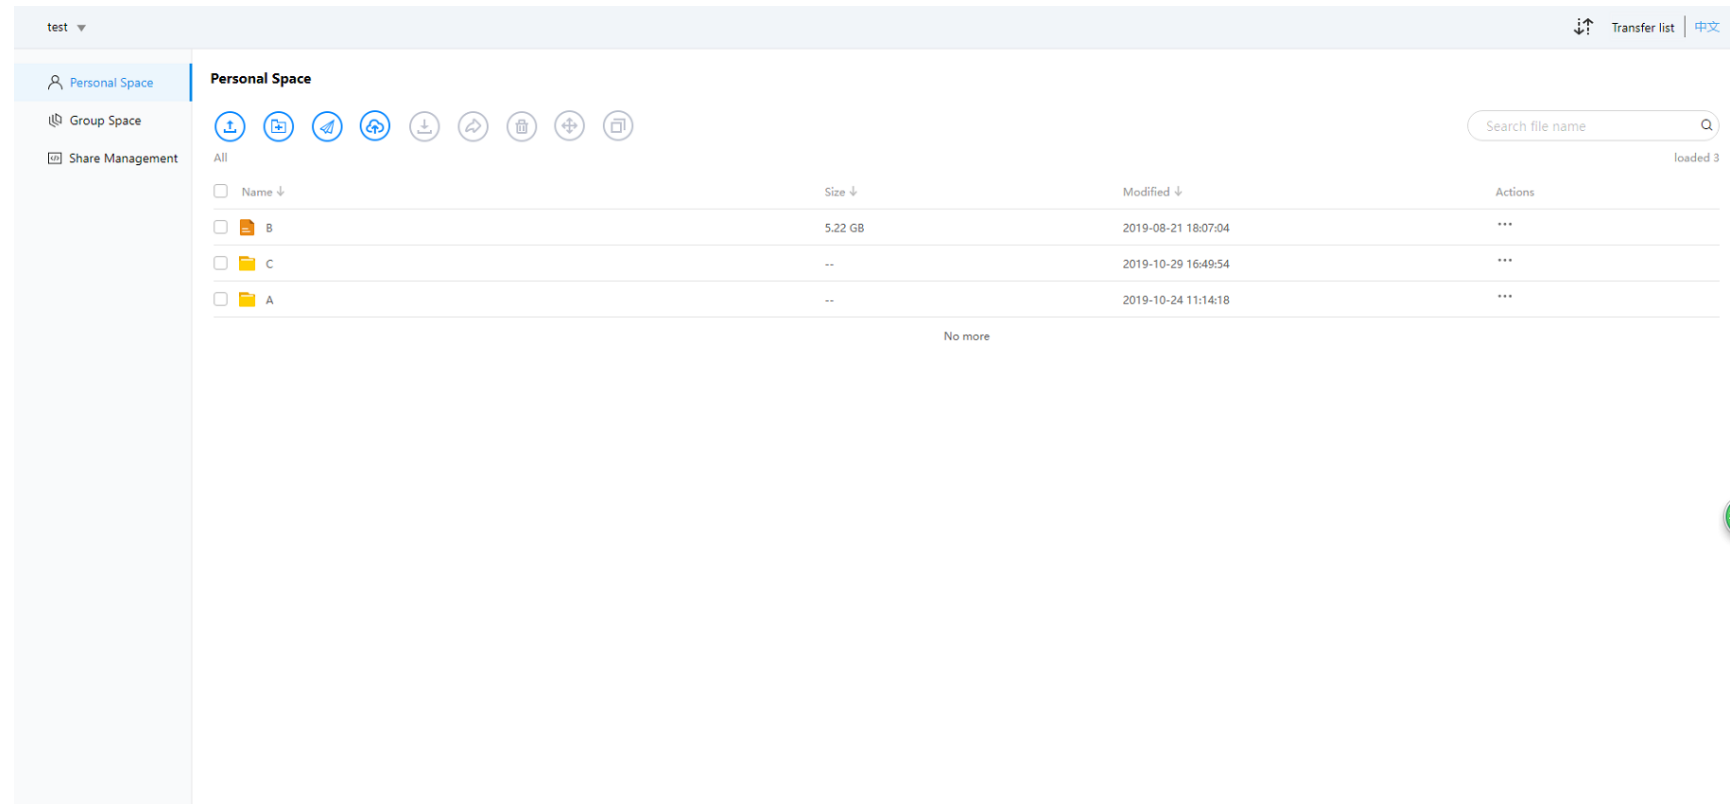 test
Transfer list
中文
Personal Space
Group Space
Share Management
Personal Space
Search file name
All
loaded 3
Name Size Modified Actions
B 5.22 GB 2019-08-21 18:07:04 ...
C -- 2019-10-29 16:49:54 ...
A -- 2019-10-24 11:14:18 ...
No more